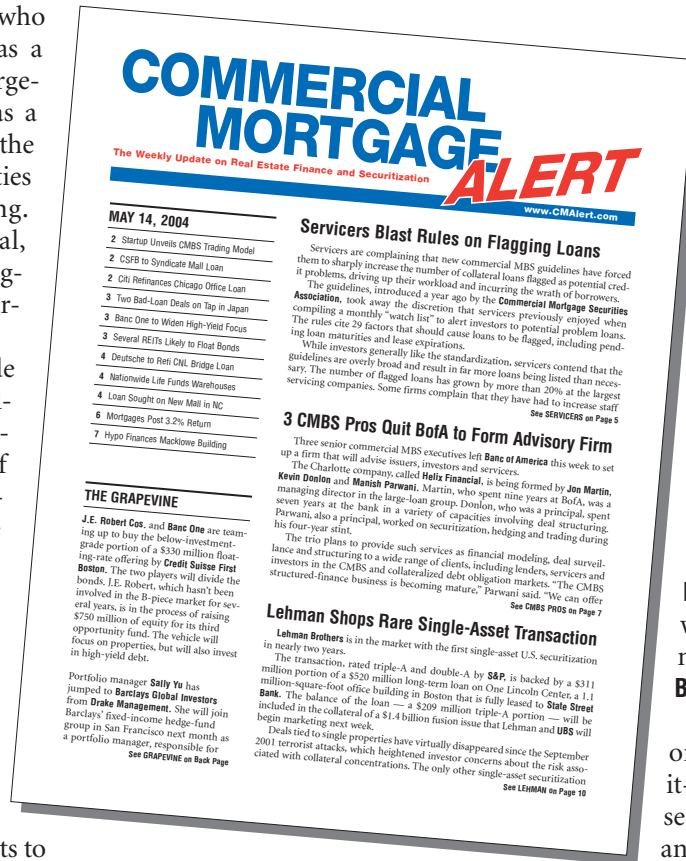 who
as a
rge-
as a
the
ties
ng.
al,
g-
r-
le
f
ts to
COMMERCIAL
MORTGAGE
ALERT
The Weekly Update on Real Estate Finance and Securitization
www.CMAlert.com
MAY 14, 2004
2 Startup Unveils CMBS Trading Model
2 CSFB to Syndicate Mall Loan
2 Citi Refinances Chicago Office Loan
3 Two Bad-Loan Deals on Tap in Japan
3 Banc One to Widen High-Yield Focus
3 Several REITs Likely to Float Bonds
4 Deutsche to Refi CNL Bridge Loan
4 Nationwide Life Funds Warehouses
4 Loan Sought on New Mall in NC
6 Mortgages Post 3.2% Return
7 Hypo Finances Macklowe Building
THE GRAPEVINE
J.E. Robert Cos. and Banc One are team-
ing up to buy the below-investment-
grade portion of a $330 million float-
ing-rate offering by Credit Suisse First
Boston. The two players will divide the
bonds. J.E. Robert, which hasn't been
involved in the B-piece market for sev-
eral years, is in the process of raising
$750 million of equity for its third
opportunity fund. The vehicle will
focus on properties, but will also invest
in high-yield debt.
Portfolio manager Sally Yu has
jumped to Barclays Global Investors
from Drake Management. She will join
Barclays' fixed-income hedge-fund
group in San Francisco next month as
a portfolio manager, responsible for
See GRAPEVINE on Back Page
Servicers Blast Rules on Flagging Loans
Servicers are complaining that new commercial MBS guidelines have forced
them to sharply increase the number of collateral loans flagged as potential cred-
it problems, driving up their workload and incurring the wrath of borrowers.
The guidelines, introduced a year ago by the Commercial Mortgage Securities
Association, took away the discretion that servicers previously enjoyed when
compiling a monthly "watch list" to alert investors to potential problem loans.
The rules cite 29 factors that should cause loans to be flagged, including pend-
ing loan maturities and lease expirations.
While investors generally like the standardization, servicers contend that the
guidelines are overly broad and result in far more loans being listed than neces-
sary. The number of flagged loans has grown by more than 20% at the largest
servicing companies. Some firms complain that they have had to increase staff
See SERVICERS on Page 5
3 CMBS Pros Quit BofA to Form Advisory Firm
Three senior commercial MBS executives left Banc of America this week to set
up a firm that will advise issuers, investors and servicers.
The Charlotte company, called Helix Financial, is being formed by Jon Martin,
Kevin Donlon and Manish Parwani. Martin, who spent nine years at BofA, was a
managing director in the large-loan group. Donlon, who was a principal, spent
seven years at the bank in a variety of capacities involving deal structuring.
Parwani, also a principal, worked on securitization, hedging and trading during
his four-year stint.
The trio plans to provide such services as financial modeling, deal surveil-
lance and structuring to a wide range of clients, including lenders, servicers and
investors in the CMBS and collateralized debt obligation markets. "The CMBS
structured-finance business is becoming mature," Parwani said. "We can offer
See CMBS PROS on Page 7
Lehman Shops Rare Single-Asset Transaction
Lehman Brothers is in the market with the first single-asset U.S. securitization
in nearly two years.
The transaction, rated triple-A and double-A by S&P, is backed by a $311
million portion of a $520 million long-term loan on One Lincoln Center, a 1.1
million-square-foot office building in Boston that is fully leased to State Street
Bank. The balance of the loan — a $209 million triple-A portion — will be
included in the collateral of a $1.4 billion fusion issue that Lehman and UBS will
begin marketing next week.
Deals tied to single properties have virtually disappeared since the September
2001 terrorist attacks, which heightened investor concerns about the risk asso-
ciated with collateral concentrations. The only other single-asset securitization
See LEHMAN on Page 10
B
it-
se
an